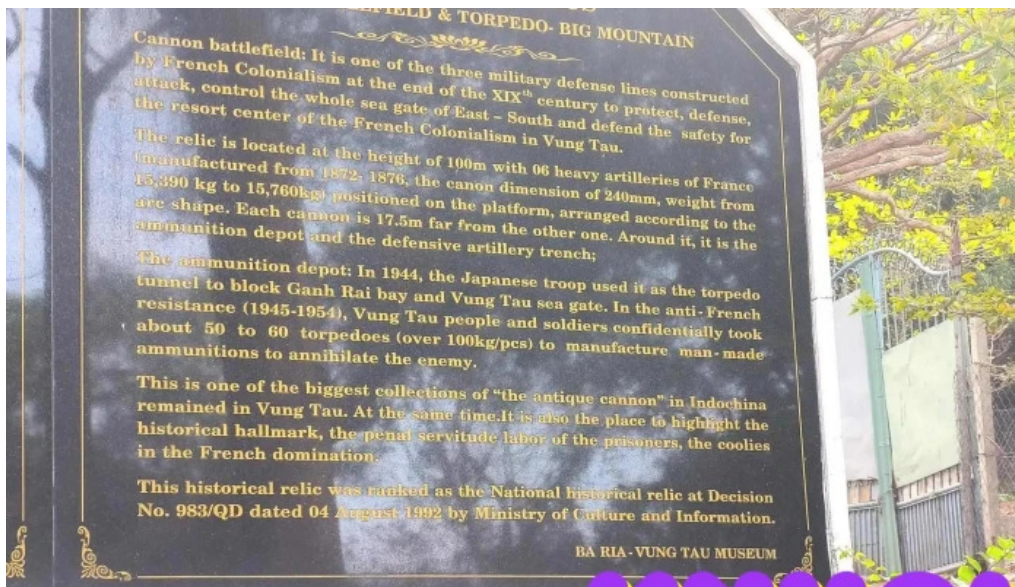 & TORPEDO- BIG MOUNTAIN
Cannon battlefield: It is one of the three military defense lines constructed
by French Colonialism at the end of the XIXth century to protect, defense,
attack, control the whole sea gate of East – South and defend the safety for
the resort center of the French Colonialism in Vung Tau.
The relic is located at the height of 100m with 06 heavy artilleries of France
(manufactured from 1872; 1876, the canon dimension of 240mm, weight from
15,390 kg to 15,760kg) positioned on the platform, arranged according to the
arc shape. Each cannon is 17.5m far from the other one. Around it, it is the
ammunition depot and the defensive artillery trench;
The ammunition depot: In 1944, the Japanese troop used it as the torpedo
tunnel to block Ganh Rai bay and Vung Tau sea gate. In the anti-French
resistance (1945-1954), Vung Tau people and soldiers confidentially took
about 50 to 60 torpedoes (over 100kg/pcs) to manufacture man-made
ammunitions to annihilate the enemy.
This is one of the biggest collections of “the antique cannon” in Indochina
remained in Vung Tau. At the same time.It is also the place to highlight the
historical hallmark, the penal servitude labor of the prisoners, the coolies
in the French domination.
This historical relic was ranked as the National historical relic at Decision
No. 983/QD dated 04 August 1992 by Ministry of Culture and Information.
BA RIA-VUNG TAU MUSEUM